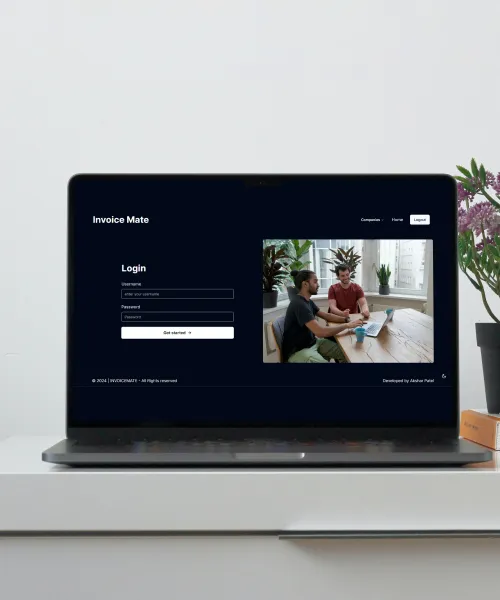 Invoice Mate
Companies
Home
Logout
Login
Username
enter your username
Password
Password
Get started →
© 2024 | INVOICEMATE - All Rights reserved
Developed by Akshar Patel